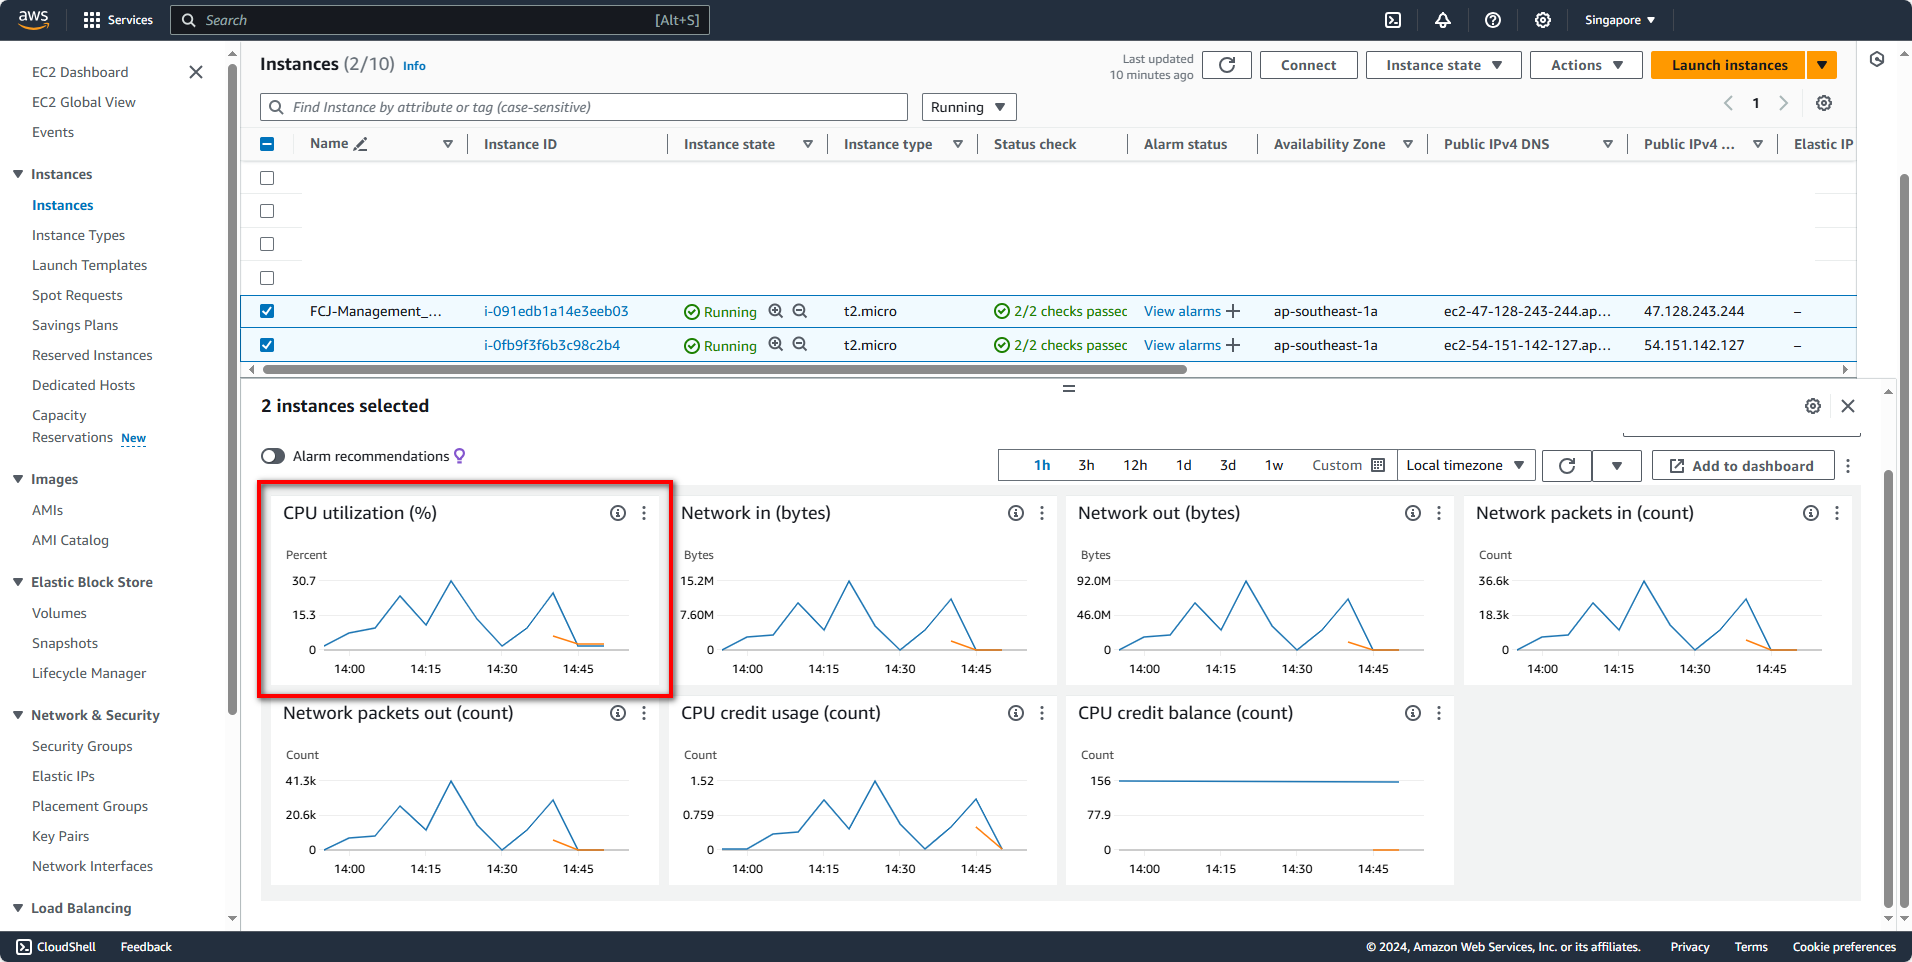 aws
Services
Search
[Alt+S]
Singapore
EC2 Dashboard
EC2 Global View
Events
Instances
Instances
Instance Types
Launch Templates
Spot Requests
Savings Plans
Reserved Instances
Dedicated Hosts
Capacity
Reservations New
Images
AMIs
AMI Catalog
Elastic Block Store
Volumes
Snapshots
Lifecycle Manager
Network & Security
Security Groups
Elastic IPs
Placement Groups
Key Pairs
Network Interfaces
Load Balancing
Instances (2/10) Info
Last updated
10 minutes ago
Connect
Instance state
Actions
Launch instances
Find Instance by attribute or tag (case-sensitive)
Running
1
Name Instance ID Instance state Instance type Status check Alarm status Availability Zone Public IPv4 DNS Public IPv4 ... Elastic IP
FCJ-Management_... i-091edb1a14e3eeb03 Running t2.micro 2/2 checks passed View alarms + ap-southeast-1a ec2-47-128-243-244.ap... 47.128.243.244 –
i-0fb9f3f6b3c98c2b4 Running t2.micro 2/2 checks passed View alarms + ap-southeast-1a ec2-54-151-142-127.ap... 54.151.142.127 –
2 instances selected
Alarm recommendations
1h 3h 12h 1d 3d 1w Custom Local timezone
Add to dashboard
CPU utilization (%)
Percent
30.7
15.3
0
14:00 14:15 14:30 14:45
Network in (bytes)
Bytes
15.2M
7.60M
0
14:00 14:15 14:30 14:45
Network out (bytes)
Bytes
92.0M
46.0M
0
14:00 14:15 14:30 14:45
Network packets in (count)
Count
36.6k
18.3k
0
14:00 14:15 14:30 14:45
Network packets out (count)
Count
41.3k
20.6k
0
14:00 14:15 14:30 14:45
CPU credit usage (count)
Count
1.52
0.759
0
14:00 14:15 14:30 14:45
CPU credit balance (count)
Count
156
77.9
0
14:00 14:15 14:30 14:45
CloudShell Feedback
© 2024, Amazon Web Services, Inc. or its affiliates. Privacy Terms Cookie preferences